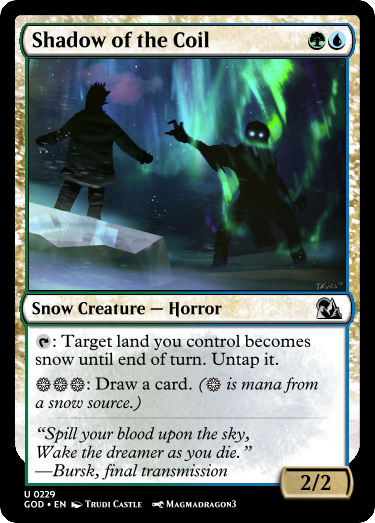 Shadow of the Coil
Snow Creature — Horror
: Target land you control becomes
snow until end of turn. Untap it.
: Draw a card. ( is mana from
a snow source.)
“Spill your blood upon the sky,
Wake the dreamer as you die.”
—Bursk, final transmission
2/2
U 0229
GOD • EN Trudi Castle Magmadragon3